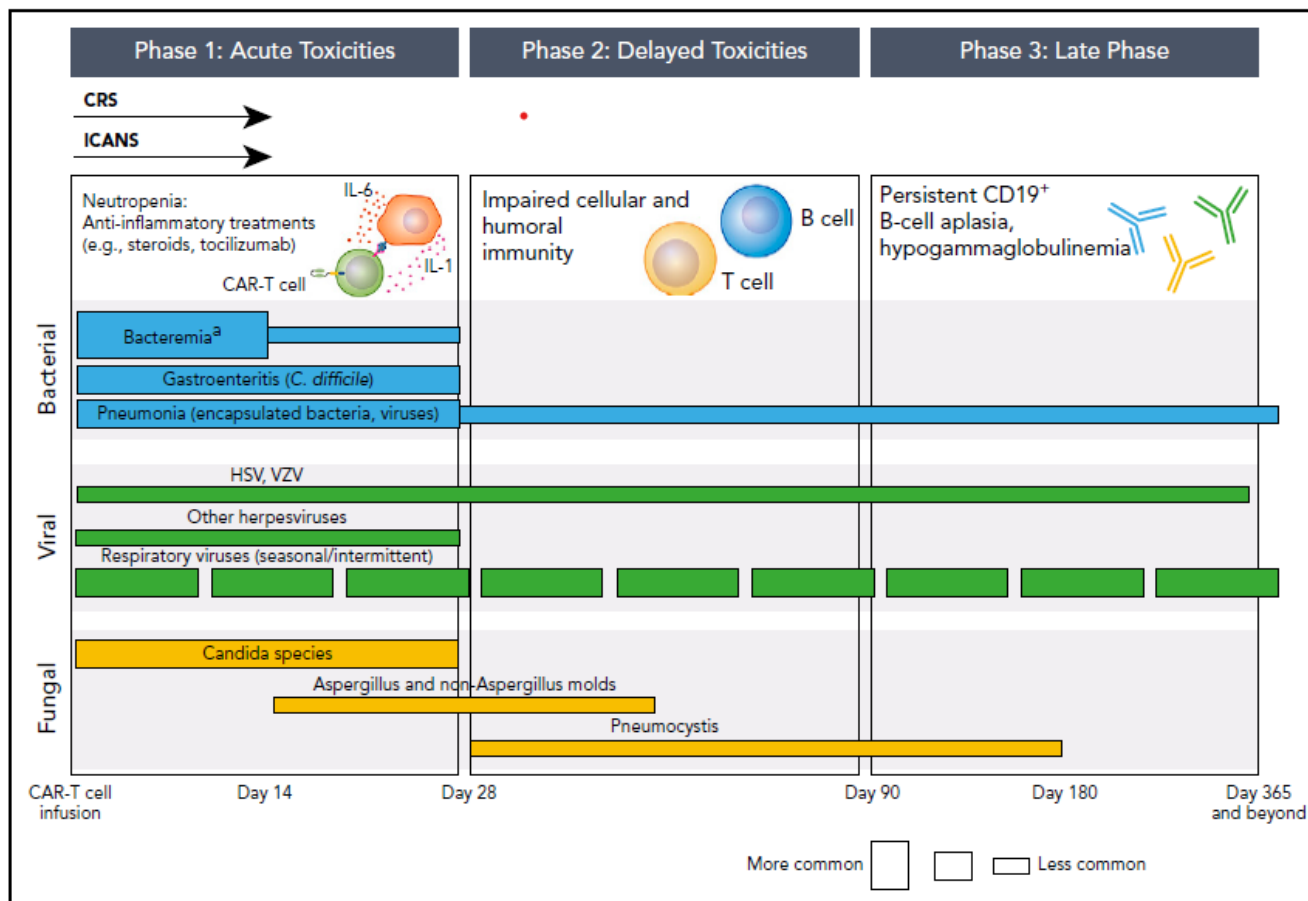 Phase 1: Acute Toxicities
Phase 2: Delayed Toxicities
Phase 3: Late Phase
CRS
ICANS
Neutropenia:
Anti-inflammatory treatments
(e.g., steroids, tocilizumab)
IL-6
IL-1
CAR-T cell
Impaired cellular and
humoral
immunity
B cell
T cell
Persistent CD19+
B-cell aplasia,
hypogammaglobulinemia
Bacterial
Bacteremiaa
Gastroenteritis (C. difficile)
Pneumonia (encapsulated bacteria, viruses)
Viral
HSV, VZV
Other herpesviruses
Respiratory viruses (seasonal/intermittent)
Fungal
Candida species
Aspergillus and non-Aspergillus molds
Pneumocystis
CAR-T cell
infusion
Day 14
Day 28
Day 90
Day 180
Day 365
and beyond
More common
Less common